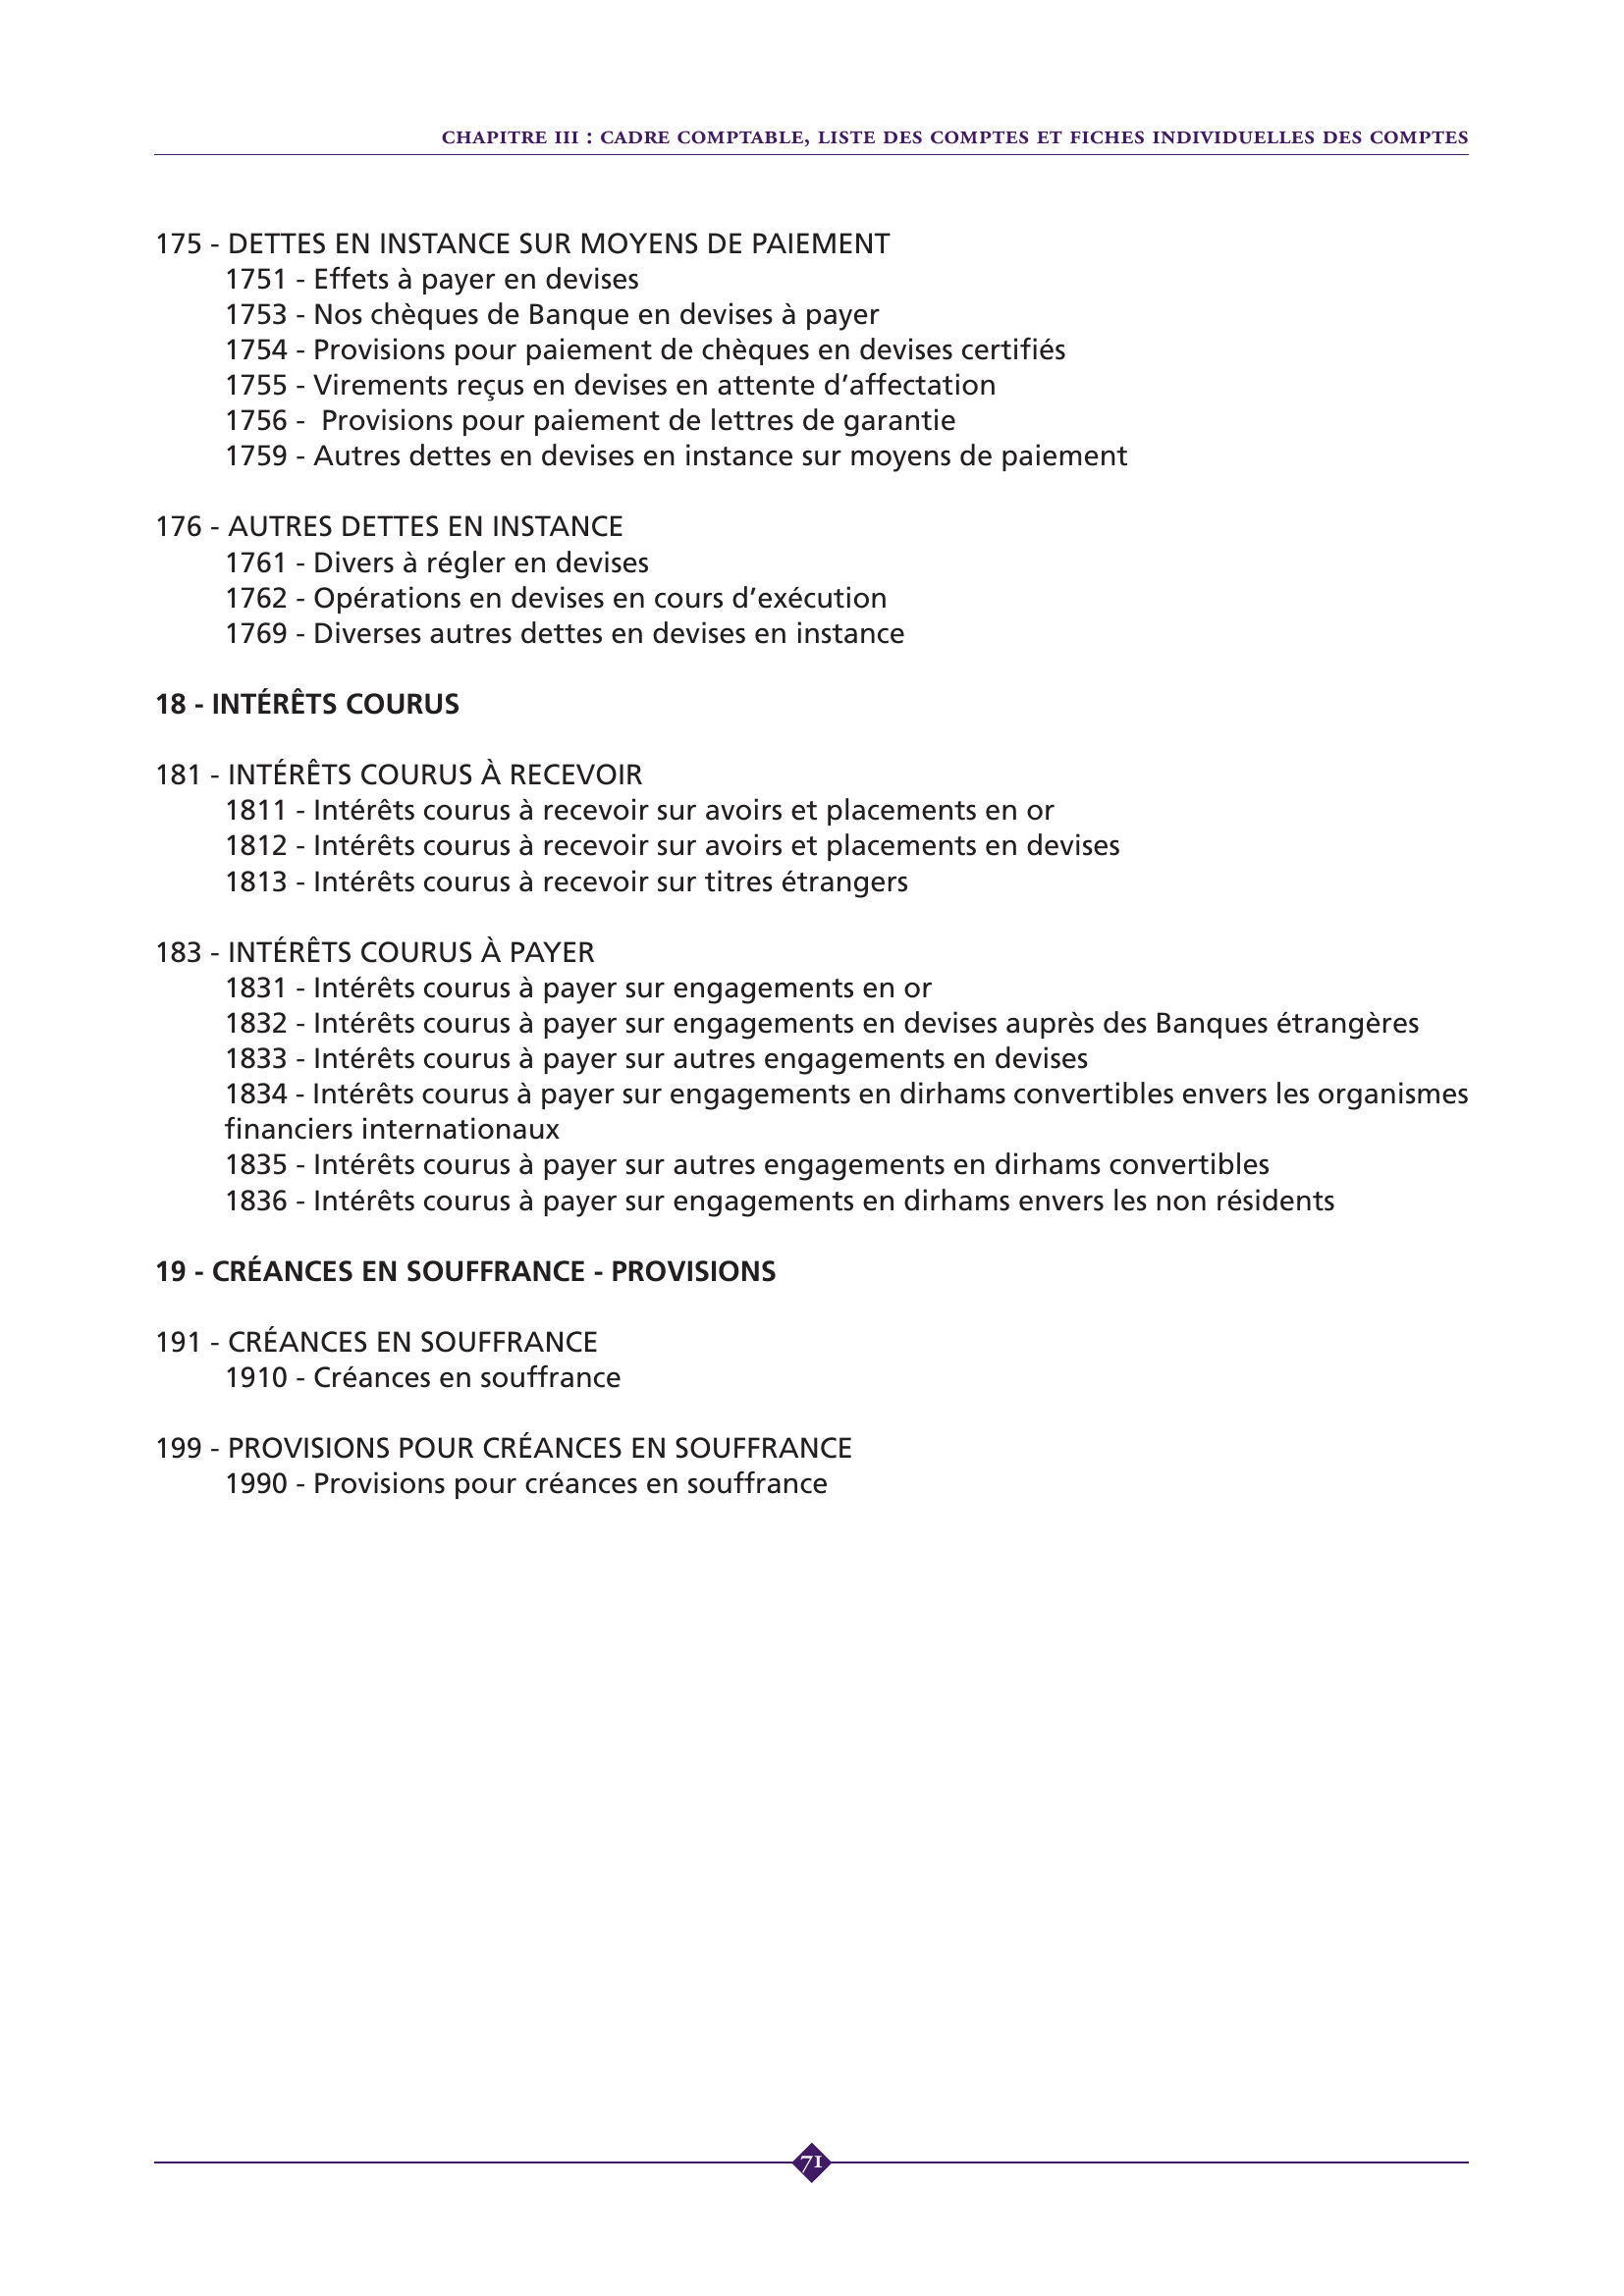 CHAPITRE III : CADRE COMPTABLE, LISTE DES COMPTES ET FICHES INDIVIDUELLES DES COMPTES
175 - DETTES EN INSTANCE SUR MOYENS DE PAIEMENT
1751 - Effets à payer en devises
1753 - Nos chèques de Banque en devises à payer
1754 - Provisions pour paiement de chèques en devises certifiés
1755 - Virements reçus en devises en attente d’affectation
1756 -  Provisions pour paiement de lettres de garantie
1759 - Autres dettes en devises en instance sur moyens de paiement
176 - AUTRES DETTES EN INSTANCE
1761 - Divers à régler en devises
1762 - Opérations en devises en cours d’exécution
1769 - Diverses autres dettes en devises en instance
18 - INTÉRÊTS COURUS
181 - INTÉRÊTS COURUS À RECEVOIR
1811 - Intérêts courus à recevoir sur avoirs et placements en or
1812 - Intérêts courus à recevoir sur avoirs et placements en devises
1813 - Intérêts courus à recevoir sur titres étrangers
183 - INTÉRÊTS COURUS À PAYER
1831 - Intérêts courus à payer sur engagements en or
1832 - Intérêts courus à payer sur engagements en devises auprès des Banques étrangères
1833 - Intérêts courus à payer sur autres engagements en devises
1834 - Intérêts courus à payer sur engagements en dirhams convertibles envers les organismes
financiers internationaux
1835 - Intérêts courus à payer sur autres engagements en dirhams convertibles
1836 - Intérêts courus à payer sur engagements en dirhams envers les non résidents
19 - CRÉANCES EN SOUFFRANCE - PROVISIONS
191 - CRÉANCES EN SOUFFRANCE
1910 - Créances en souffrance
199 - PROVISIONS POUR CRÉANCES EN SOUFFRANCE
1990 - Provisions pour créances en souffrance
71